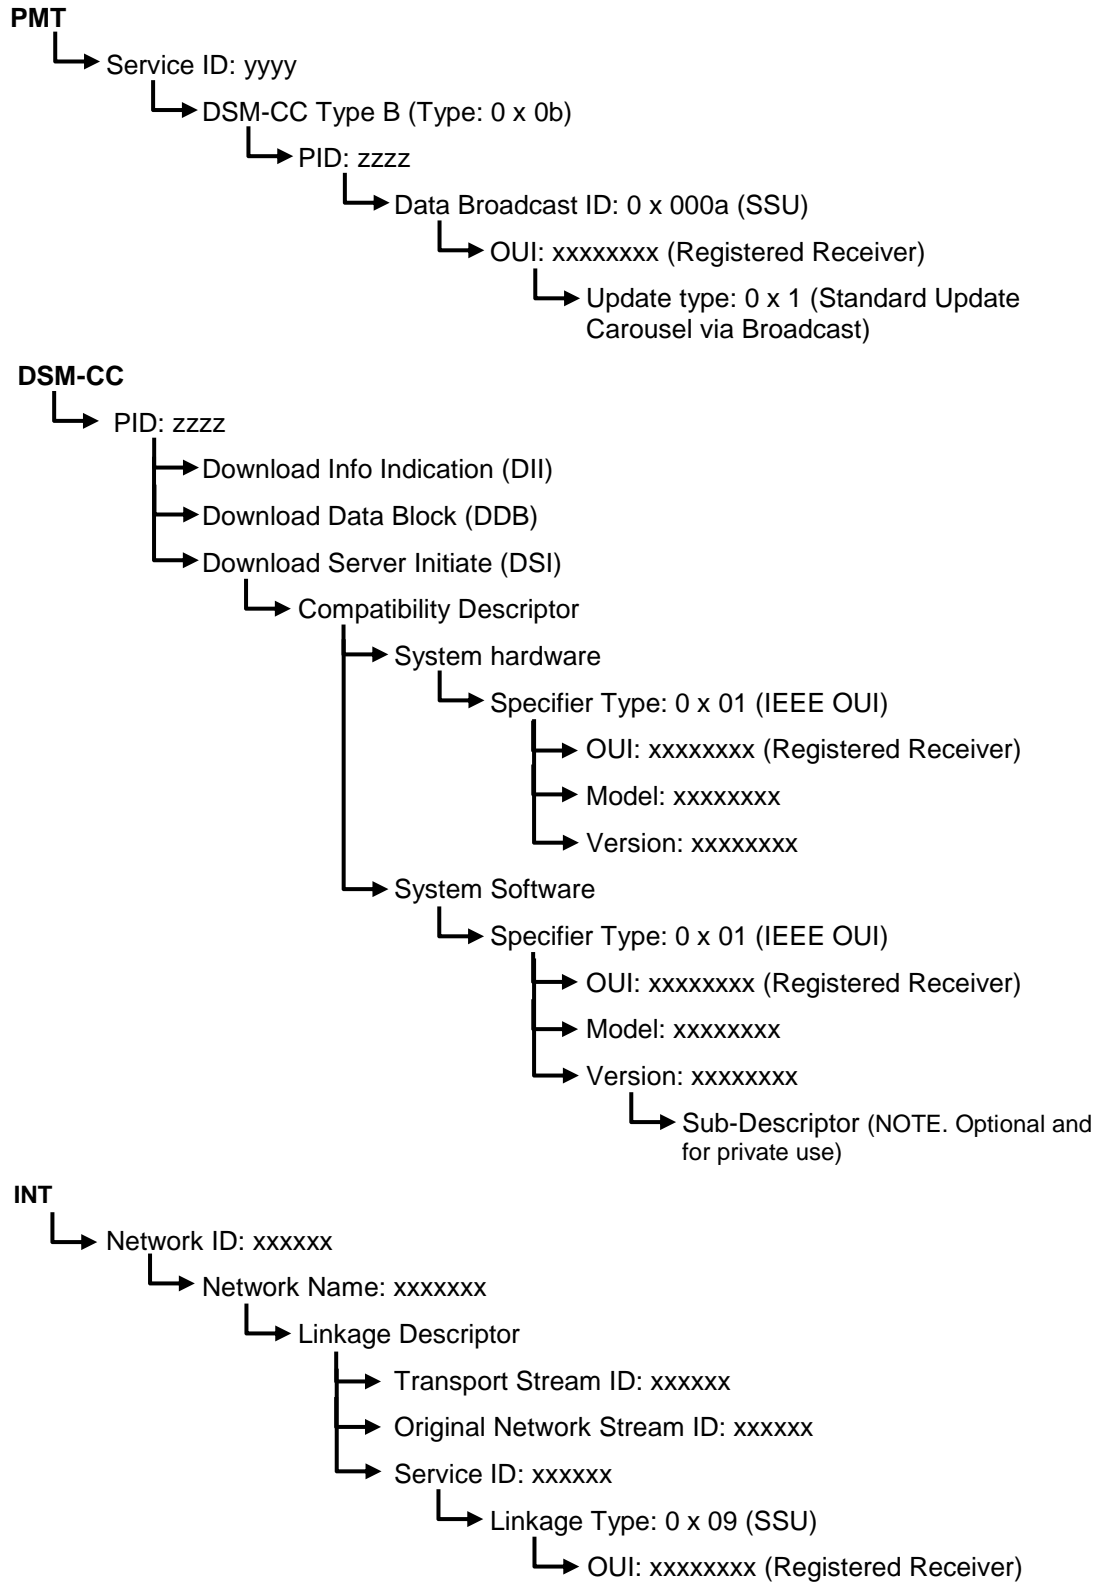 PMT
Service ID: yyyy
DSM-CC Type B (Type: 0 x 0b)
PID: zzzz
Data Broadcast ID: 0 x 000a (SSU)
OUI: xxxxxxxx (Registered Receiver)
Update type: 0 x 1 (Standard Update
Carousel via Broadcast)
DSM-CC
PID: zzzz
Download Info Indication (DII)
Download Data Block (DDB)
Download Server Initiate (DSI)
Compatibility Descriptor
System hardware
Specifier Type: 0 x 01 (IEEE OUI)
OUI: xxxxxxxx (Registered Receiver)
Model: xxxxxxxx
Version: xxxxxxxx
System Software
Specifier Type: 0 x 01 (IEEE OUI)
OUI: xxxxxxxx (Registered Receiver)
Model: xxxxxxxx
Version: xxxxxxxx
Sub-Descriptor (NOTE. Optional and
for private use)
INT
Network ID: xxxxxx
Network Name: xxxxxxx
Linkage Descriptor
Transport Stream ID: xxxxxx
Original Network Stream ID: xxxxxx
Service ID: xxxxxx
Linkage Type: 0 x 09 (SSU)
OUI: xxxxxxxx (Registered Receiver)